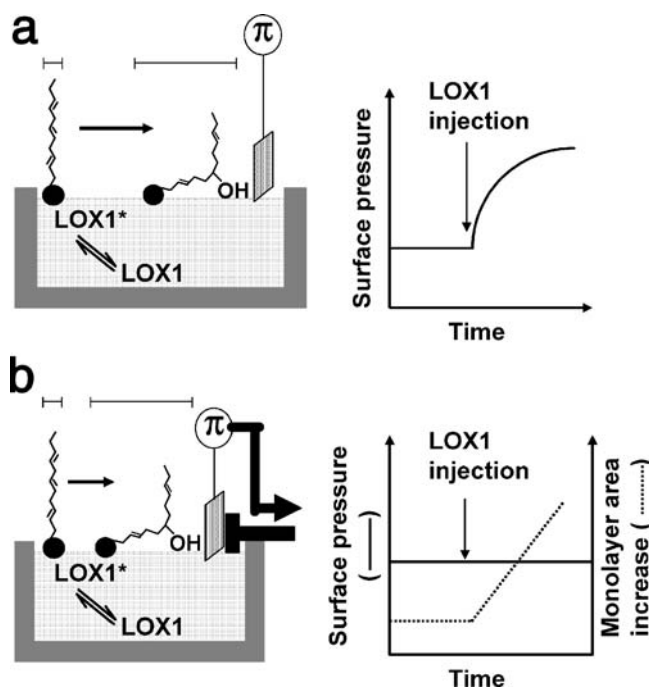 a
π
OH
LOX1*
LOX1
LOX1
injection
Surface pressure
Time
b
π
OH
LOX1*
LOX1
LOX1
injection
Surface pressure
(——)
Monolayer area
increase (......)
Time